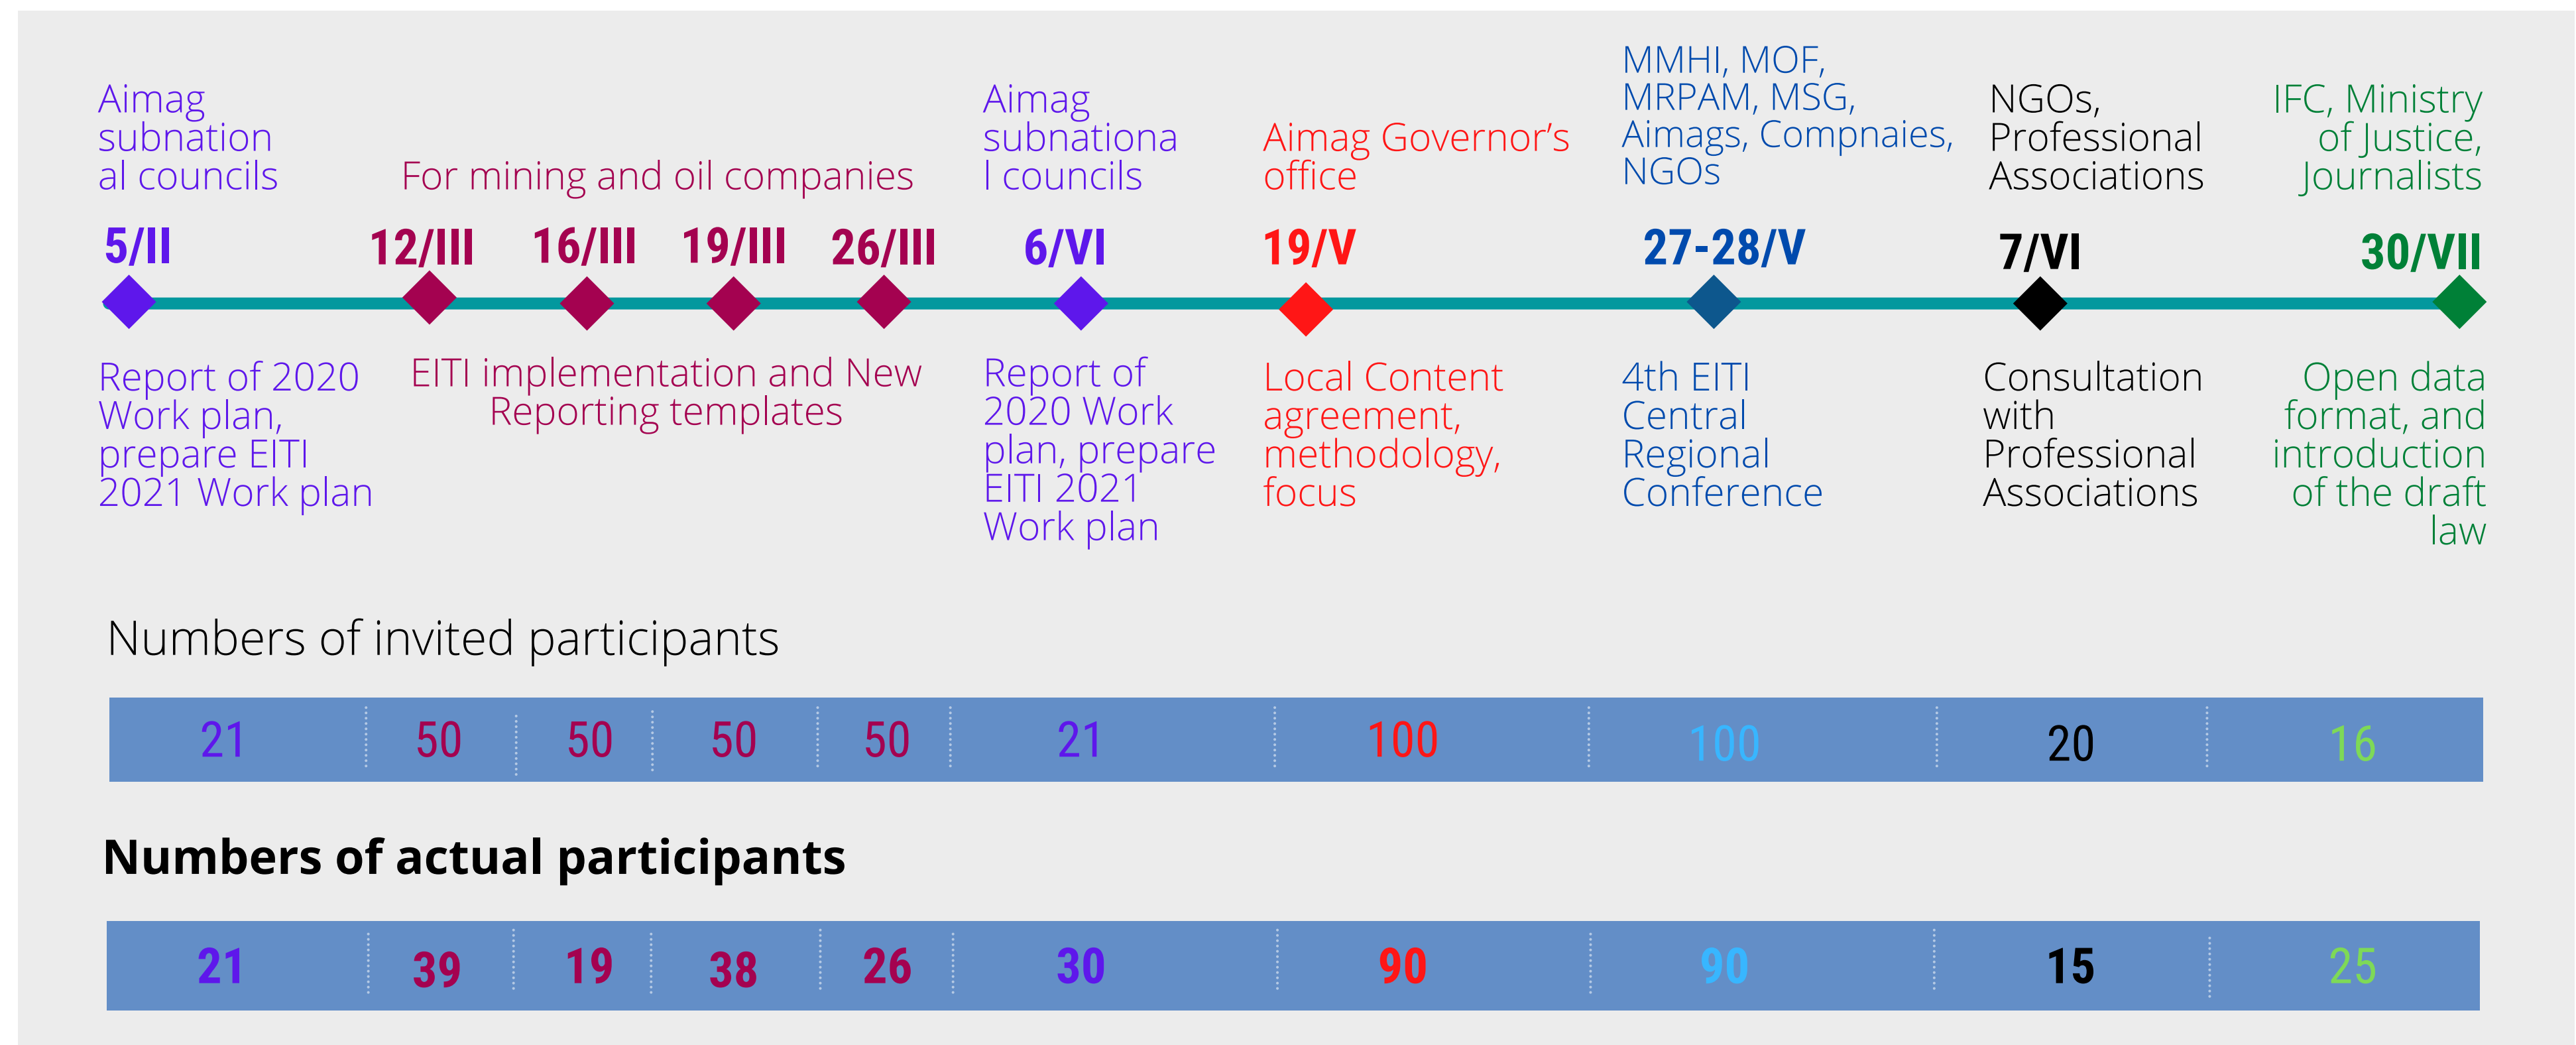 Aimag
subnation
al councils
For mining and oil companies
Aimag
subnationa
l councils
Aimag Governor’s
office
MMHI, MOF,
MRPAM, MSG,
Aimags, Compnaies,
NGOs
NGOs,
Professional
Associations
IFC, Ministry
of Justice,
Journalists
5/II
12/III
16/III
19/III
26/III
6/VI
19/V
27-28/V
7/VI
30/VII
Report of 2020
Work plan,
prepare EITI
2021 Work plan
EITI implementation and New
Reporting templates
Report of
2020 Work
plan, prepare
EITI 2021
Work plan
Local Content
agreement,
methodology,
focus
4th EITI
Central
Regional
Conference
Consultation
with
Professional
Associations
Open data
format, and
introduction
of the draft
law
Numbers of invited participants
21 50 50 50 50 21 100 100 20 16
Numbers of actual participants
21 39 19 38 26 30 90 90 15 25